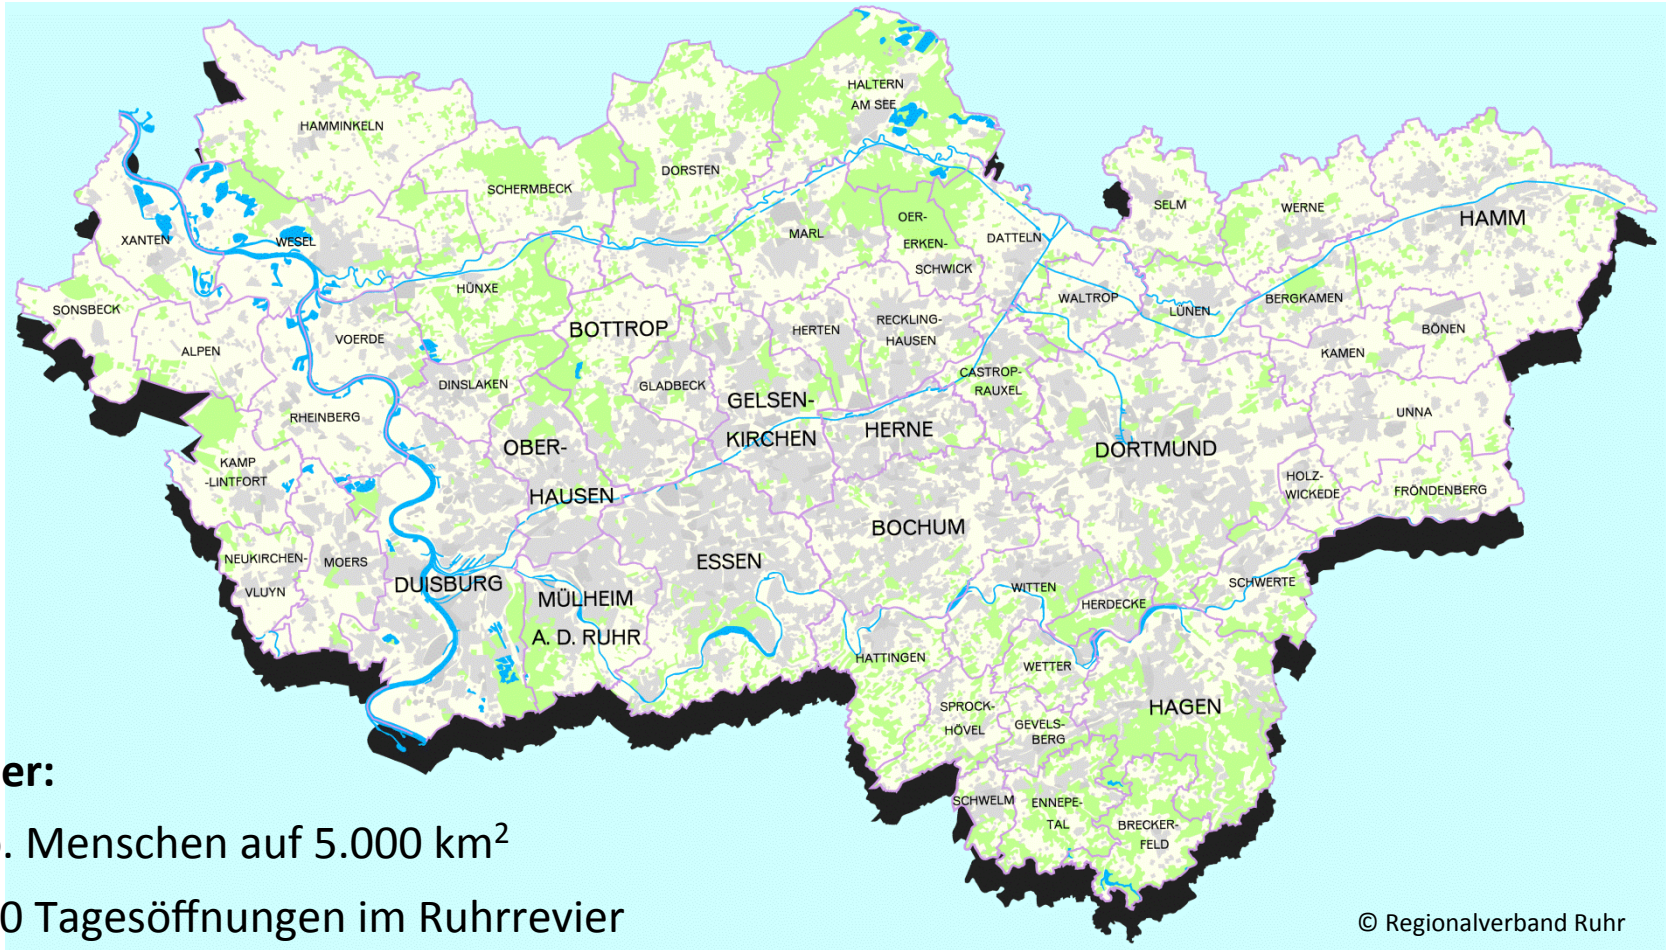 HALTERN
AM SEE
HAMMINKELN
DORSTEN
SCHERMBECK
SELM
WERNE
HAMM
OER-
ERKEN-
SCHWICK
MARL
DATTELN
XANTEN
WESEL
HÜNXE
WALTROP
LÜNEN
BERGKAMEN
SONSBECK
VOERDE
BOTTROP
HERTEN
RECKLING-
HAUSEN
BÖNEN
ALPEN
KAMEN
DINSLAKEN
GLADBECK
CASTROP-
RAUXEL
GELSEN-
KIRCHEN
HERNE
UNNA
RHEINBERG
OBER-
HAUSEN
DORTMUND
KAMP
-LINTFORT
HOLZ-
WICKEDE
FRÖNDENBERG
BOCHUM
NEUKIRCHEN-
VLUYN
MOERS
DUISBURG
ESSEN
MÜLHEIM
A. D. RUHR
WITTEN
HERDECKE
SCHWERTE
HATTINGEN
WETTER
SPROCK-
HÖVEL
GEVELS-
BERG
HAGEN
SCHWELM
ENNEPE-
TAL
BRECKER-
FELD
er:
. Menschen auf 5.000 km²
0 Tagesöffnungen im Ruhrrevier
© Regionalverband Ruhr